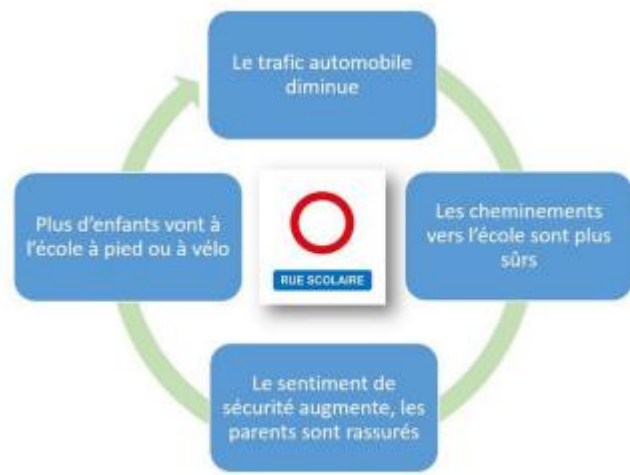 Le trafic automobile
diminue
Les cheminements
vers l'école sont plus
sûrs
Le sentiment de
sécurité augmente, les
parents sont rassurés
Plus d'enfants vont à
l'école à pied ou à vélo
RUE SCOLAIRE